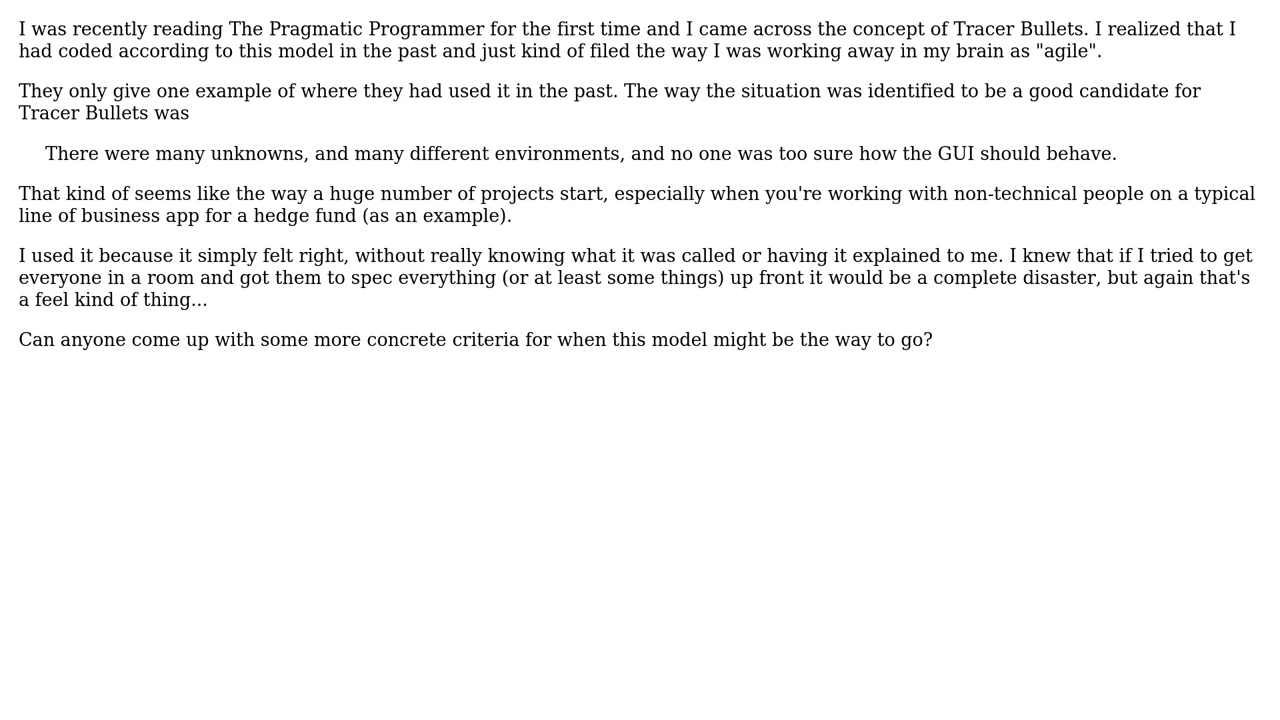 I was recently reading The Pragmatic Programmer for the first time and I came across the concept of Tracer Bullets. I realized that I
had coded according to this model in the past and just kind of filed the way I was working away in my brain as "agile".
They only give one example of where they had used it in the past. The way the situation was identified to be a good candidate for
Tracer Bullets was
There were many unknowns, and many different environments, and no one was too sure how the GUI should behave.
That kind of seems like the way a huge number of projects start, especially when you're working with non-technical people on a typical
line of business app for a hedge fund (as an example).
I used it because it simply felt right, without really knowing what it was called or having it explained to me. I knew that if I tried to get
everyone in a room and got them to spec everything (or at least some things) up front it would be a complete disaster, but again that's
a feel kind of thing...
Can anyone come up with some more concrete criteria for when this model might be the way to go?